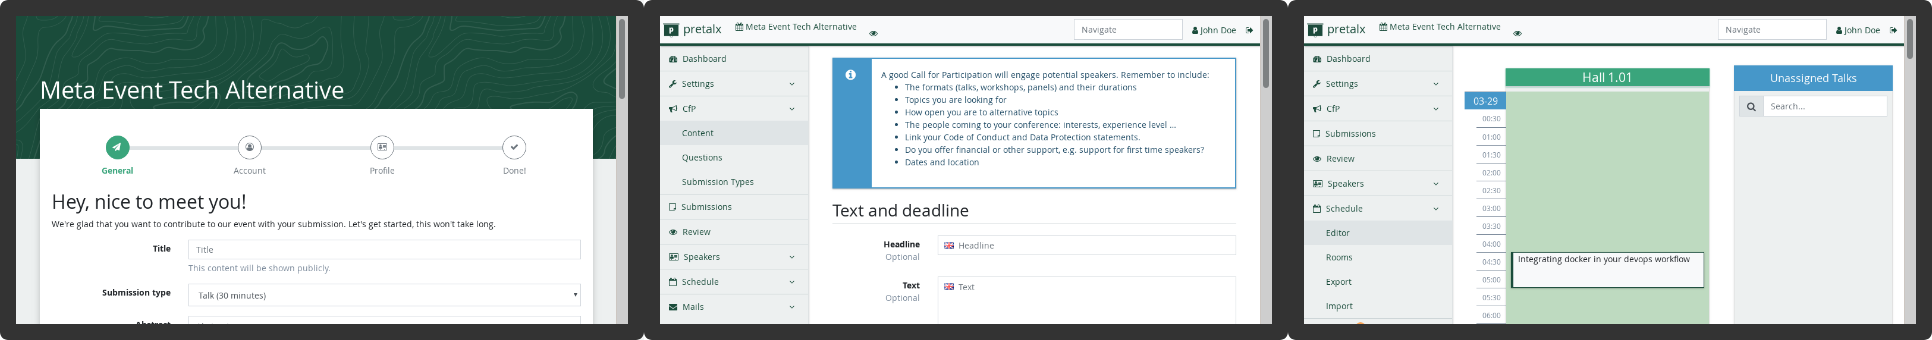 Meta Event Tech Alternative
General
Account
Profile
Done!
Hey, nice to meet you!
We're glad that you want to contribute to our event with your submission. Let's get started, this won't take long.
Title
Title
This content will be shown publicly.
Submission type
Talk (30 minutes)
p
pretalx
Meta Event Tech Alternative
Navigate
John Doe
Dashboard
Settings
CfP
Content
Questions
Submission Types
Submissions
Review
Speakers
Schedule
Mails
A good Call for Participation will engage potential speakers. Remember to include:
The formats (talks, workshops, panels) and their durations
Topics you are looking for
How open you are to alternative topics
The people coming to your conference: interests, experience level ...
Link your Code of Conduct and Data Protection statements.
Do you offer financial or other support, e.g. support for first time speakers?
Dates and location
Text and deadline
Headline
Optional
Headline
Text
Optional
Text
p
pretalx
Meta Event Tech Alternative
Navigate
John Doe
Dashboard
Settings
CfP
Submissions
Review
Speakers
Schedule
Editor
Rooms
Export
Import
Hall 1.01
03-29
00:30
01:00
01:30
02:00
02:30
03:00
03:30
04:00
04:30
05:00
05:30
06:00
Integrating docker in your devops workflow
Unassigned Talks
Search...